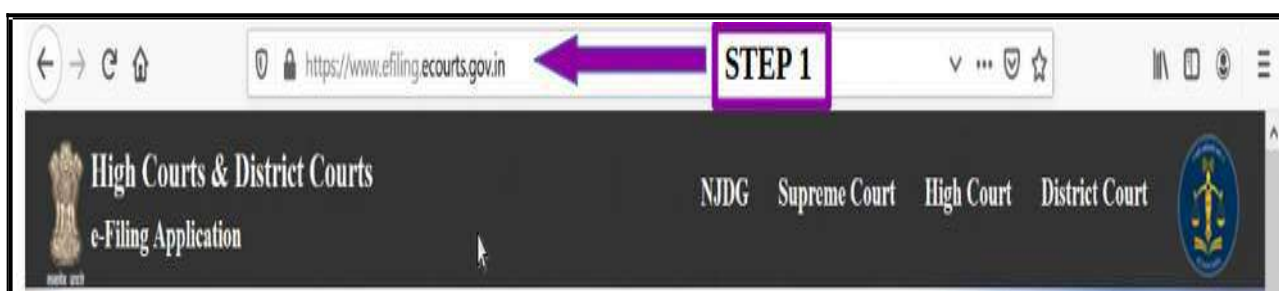 https://www.efiling.ecourts.gov.in STEP 1
High Courts & District Courts
e-Filing Application
NJDG Supreme Court High Court District Court